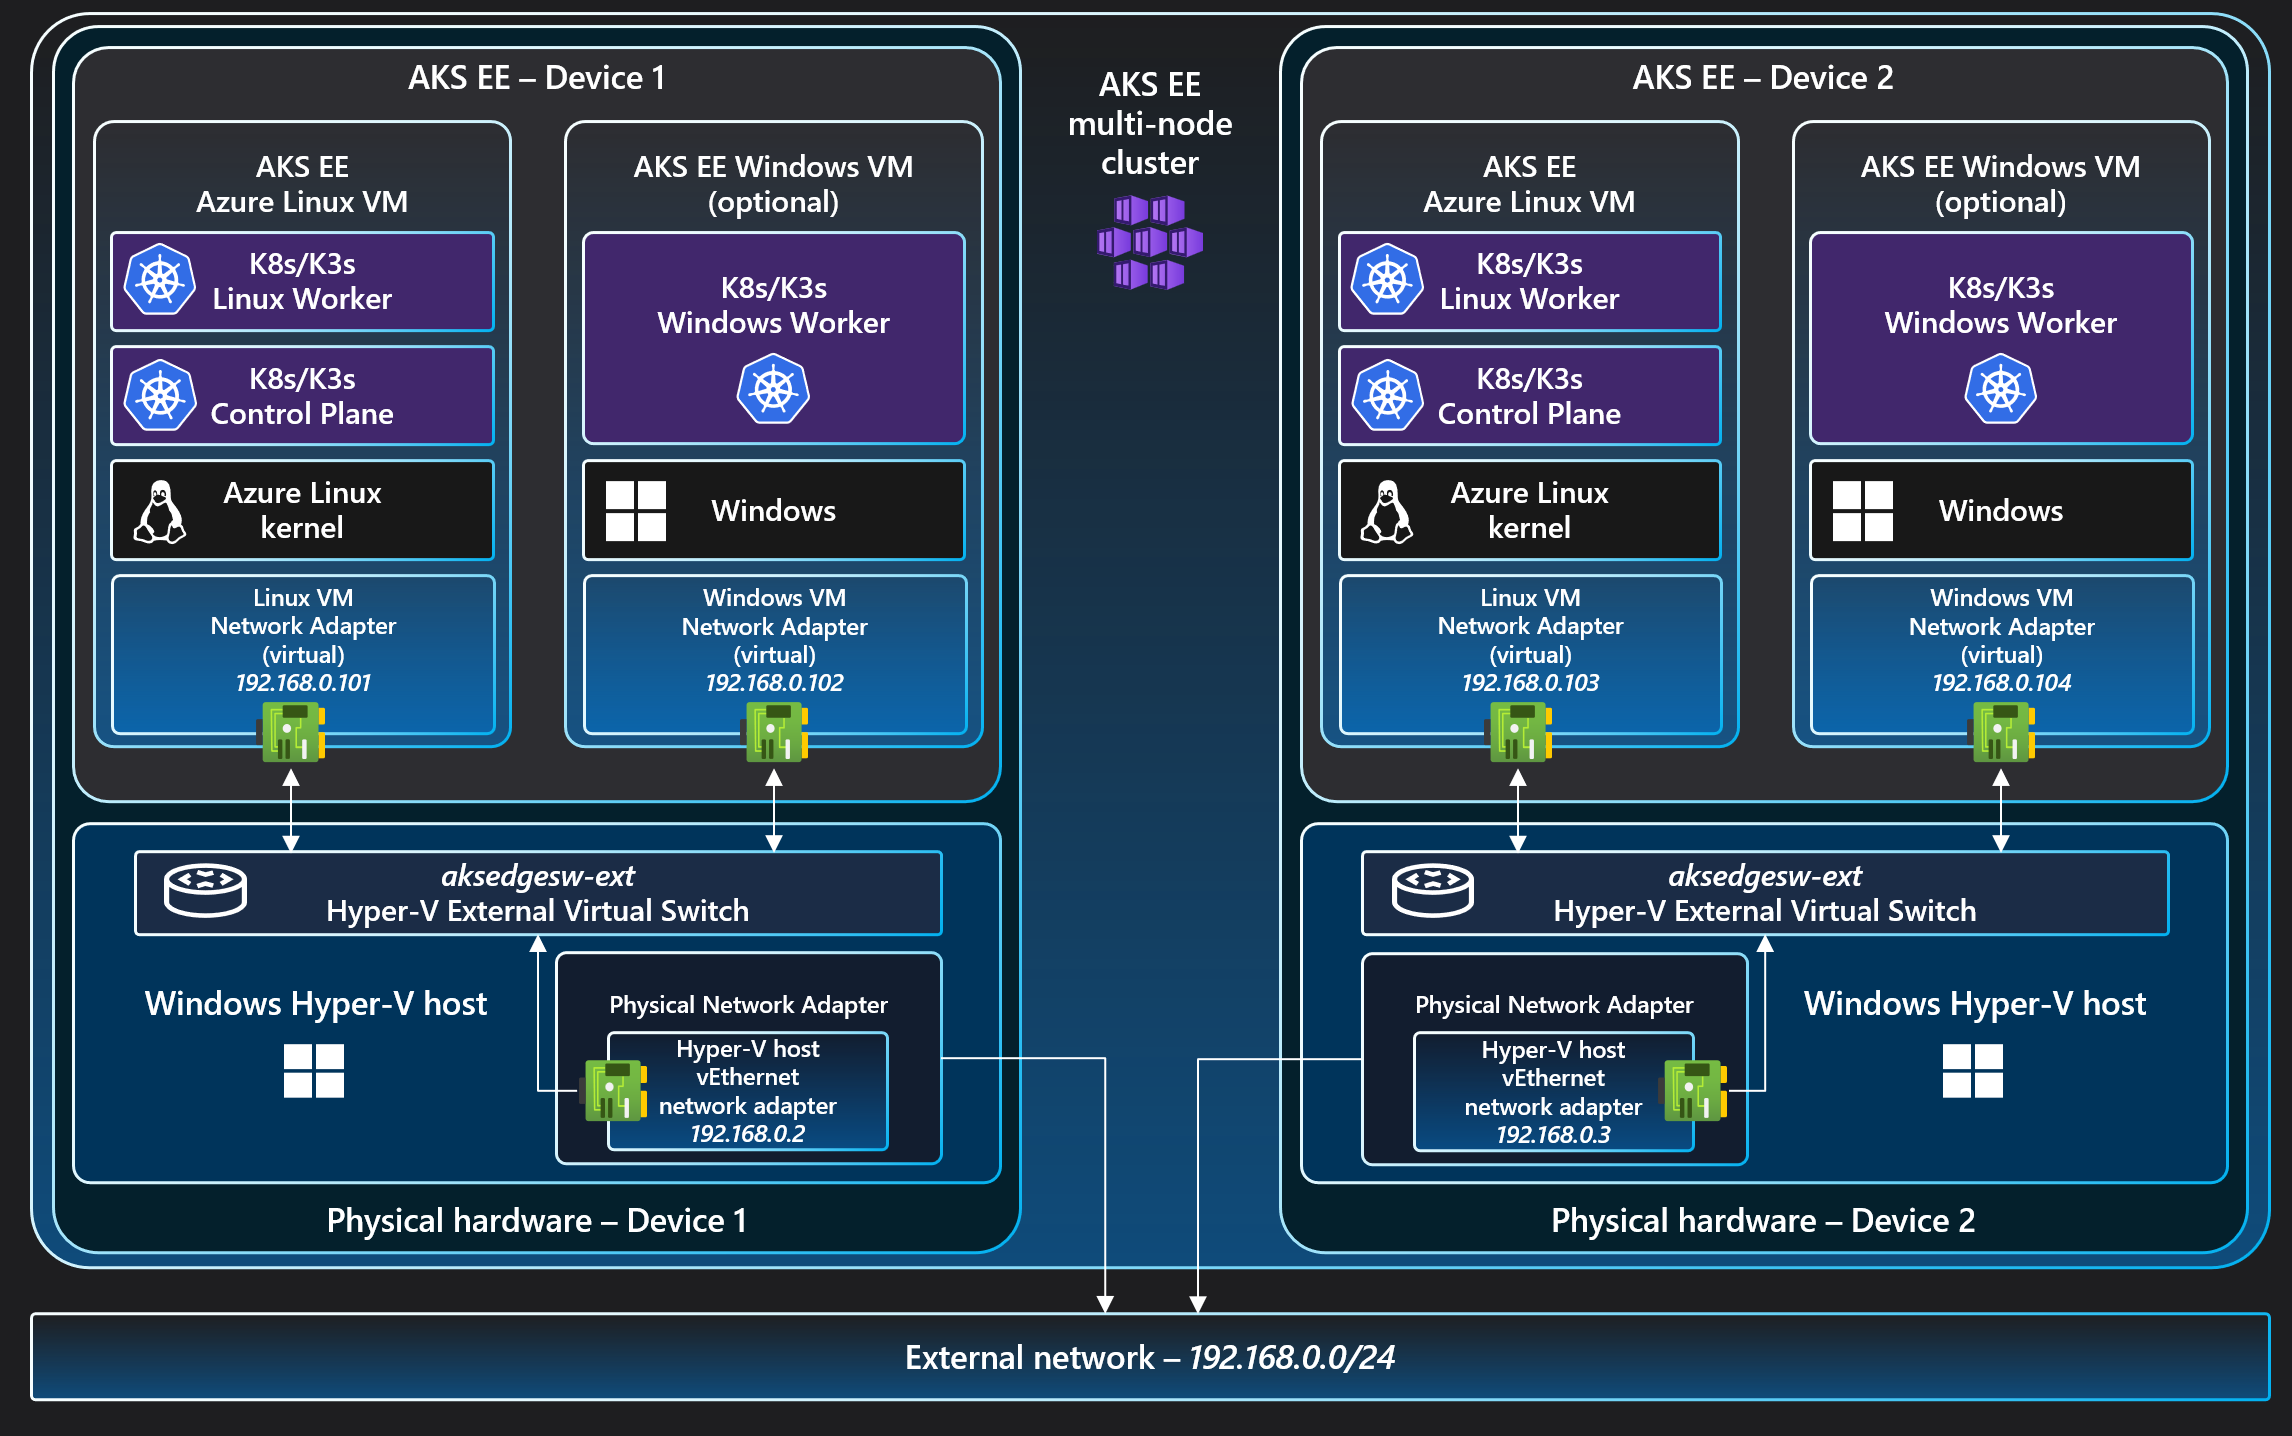 AKS EE – Device 1
AKS EE
Azure Linux VM
K8s/K3s
Linux Worker
K8s/K3s
Control Plane
Azure Linux
kernel
Linux VM
Network Adapter
(virtual)
192.168.0.101
AKS EE Windows VM
(optional)
K8s/K3s
Windows Worker
Windows
Windows VM
Network Adapter
(virtual)
192.168.0.102
aksedgesw-ext
Hyper-V External Virtual Switch
Windows Hyper-V host
Physical Network Adapter
Hyper-V host
vEthernet
network adapter
192.168.0.2
Physical hardware – Device 1
AKS EE
multi-node
cluster
AKS EE – Device 2
AKS EE
Azure Linux VM
K8s/K3s
Linux Worker
K8s/K3s
Control Plane
Azure Linux
kernel
Linux VM
Network Adapter
(virtual)
192.168.0.103
AKS EE Windows VM
(optional)
K8s/K3s
Windows Worker
Windows
Windows VM
Network Adapter
(virtual)
192.168.0.104
aksedgesw-ext
Hyper-V External Virtual Switch
Physical Network Adapter
Hyper-V host
vEthernet
network adapter
192.168.0.3
Windows Hyper-V host
Physical hardware – Device 2
External network – 192.168.0.0/24